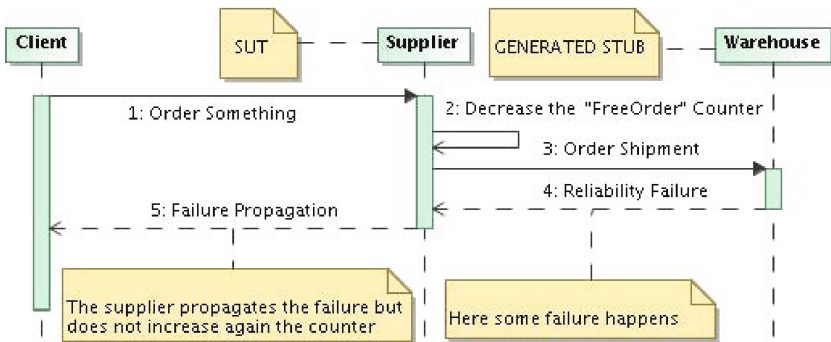 Client
SUT
Supplier
GENERATED STUB
Warehouse
1: Order Something
2: Decrease the "FreeOrder" Counter
3: Order Shipment
4: Reliability Failure
5: Failure Propagation
The supplier propagates the failure but
does not increase again the counter
Here some failure happens